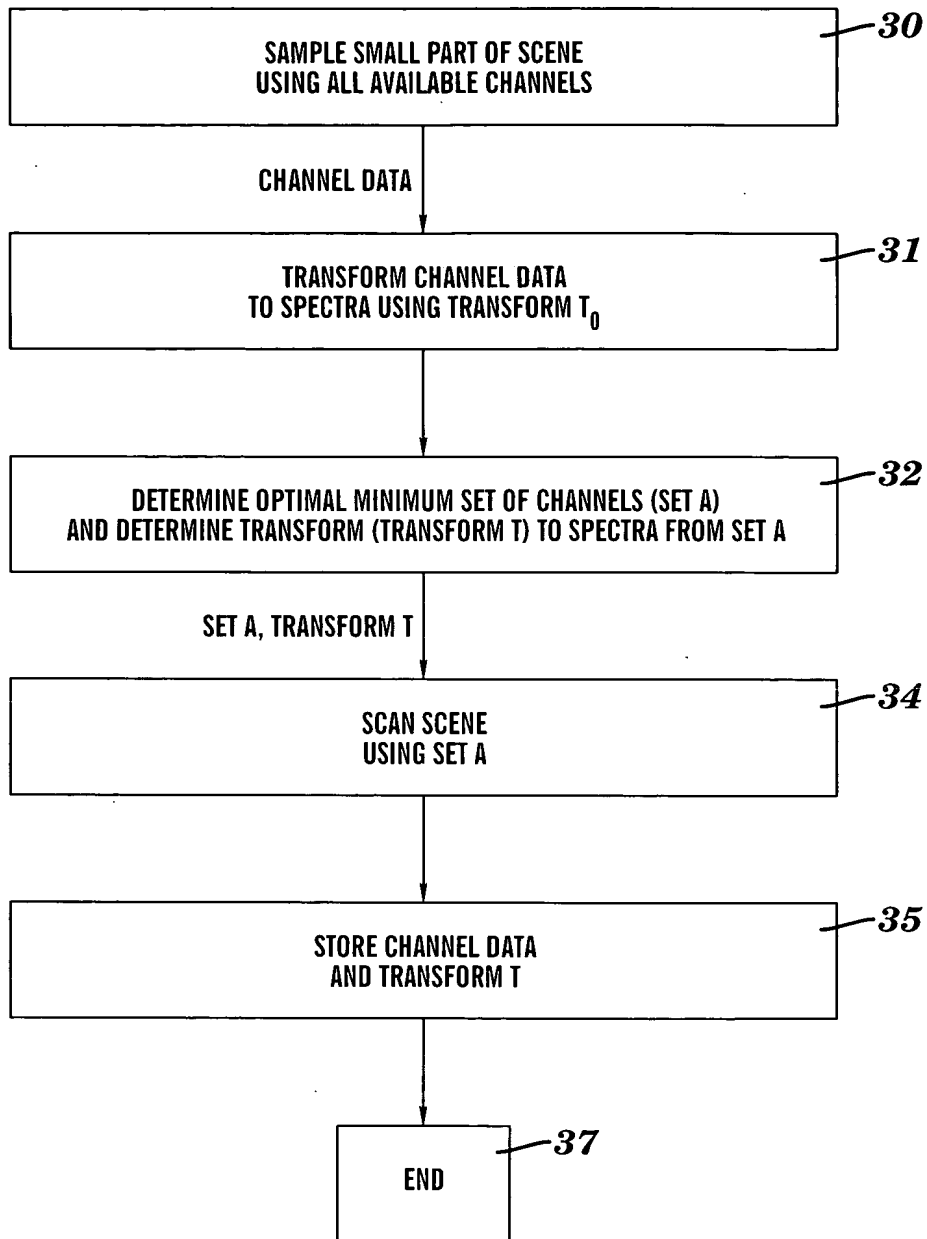 30
SAMPLE SMALL PART OF SCENE
USING ALL AVAILABLE CHANNELS
CHANNEL DATA
31
TRANSFORM CHANNEL DATA
TO SPECTRA USING TRANSFORM T0
32
DETERMINE OPTIMAL MINIMUM SET OF CHANNELS (SET A)
AND DETERMINE TRANSFORM (TRANSFORM T) TO SPECTRA FROM SET A
SET A, TRANSFORM T
34
SCAN SCENE
USING SET A
35
STORE CHANNEL DATA
AND TRANSFORM T
37
END